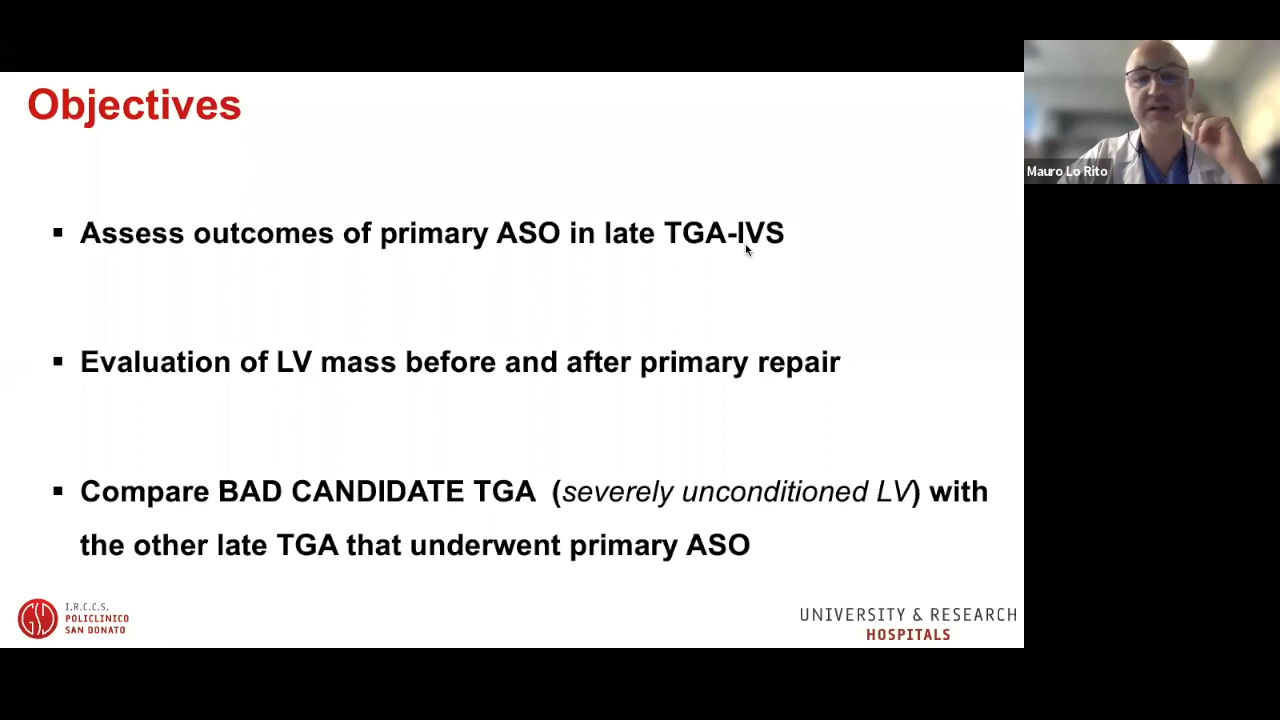 Objectives
▪ Assess outcomes of primary ASO in late TGA-IVS
▪ Evaluation of LV mass before and after primary repair
▪ Compare BAD CANDIDATE TGA (severely unconditioned LV) with
the other late TGA that underwent primary ASO
I.R.C.C.S.
POLICLINICO
SAN DONATO
UNIVERSITY & RESEARCH
HOSPITALS
Mauro Lo Rito